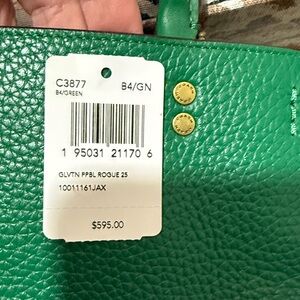 C3877 B4/GN
B4/GREEN
1 95031 21170 6
GLVTN PPBL ROGUE 25
10011161JAX
$595.00